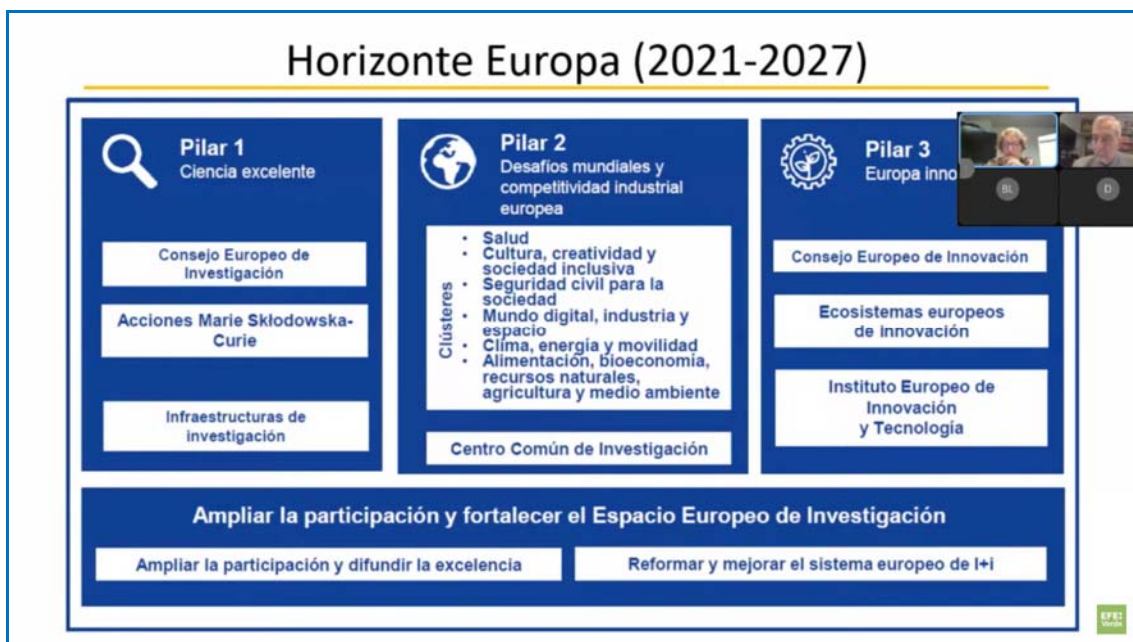 Horizonte Europa (2021-2027)
Pilar 1
Ciencia excelente
Consejo Europeo de
Investigación
Acciones Marie Skłodowska-
Curie
Infraestructuras de
investigación
Pilar 2
Desafíos mundiales y
competitividad industrial
europea
Clústeres
• Salud
• Cultura, creatividad y
sociedad inclusiva
• Seguridad civil para la
sociedad
• Mundo digital, industria y
espacio
• Clima, energía y movilidad
• Alimentación, bioeconomía,
recursos naturales,
agricultura y medio ambiente
Centro Común de Investigación
Pilar 3
Europa inno
BL
D
Consejo Europeo de Innovación
Ecosistemas europeos
de innovación
Instituto Europeo de
Innovación
y Tecnología
Ampliar la participación y fortalecer el Espacio Europeo de Investigación
Ampliar la participación y difundir la excelencia
Reformar y mejorar el sistema europeo de I+i
EFE:
Verde